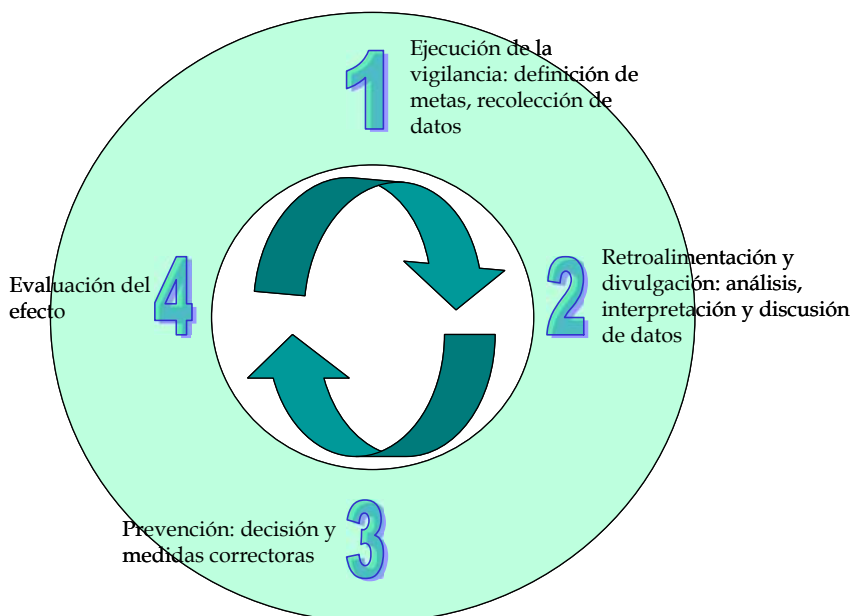 1
Ejecución de la
vigilancia: definición de
metas, recolección de
datos
2
Retroalimentación y
divulgación: análisis,
interpretación y discusión
de datos
3
Prevención: decisión y
medidas correctoras
4
Evaluación del
efecto